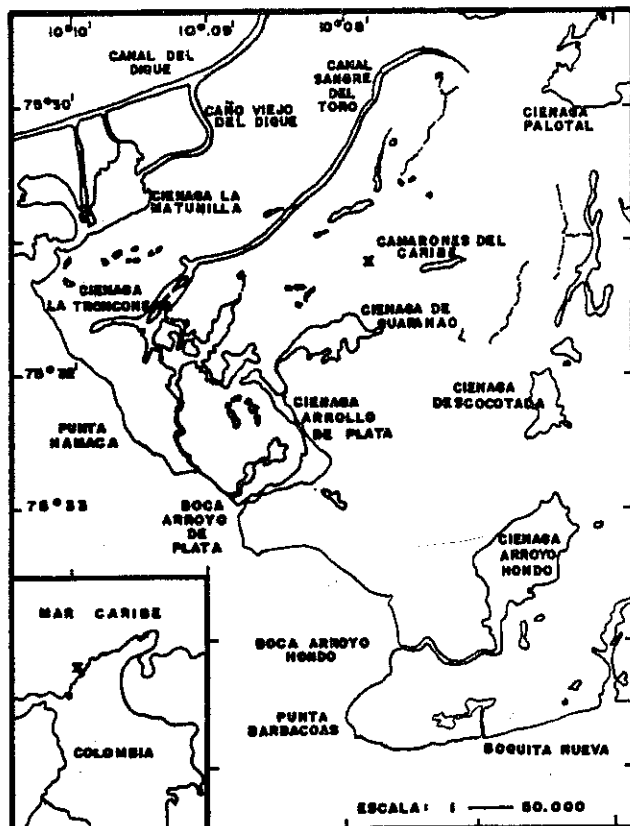 10°10'
10°09'
10°08'
CANAL DEL
DIQUE
CANAL
SANGRE
DEL
TORO
75°30'
CAÑO VIEJO
DEL DIQUE
CIENAGA
PALOTAL
CIENAGA LA
MATUNILLA
CAMARONES DEL
CARIBE
X
CIENAGA
LA TRONCONES
CIENAGA DE
GUAPANAO
75°32'
CIENAGA
DESCOCOTADA
CIENAGA
ARROLLO
DE PLATA
PUNTA
NAMACA
75°33
BOCA
ARROYO
DE
PLATA
CIENAGA
ARROYO
HONDO
MAR CARIBE
X
BOCA ARROYO
HONDO
PUNTA
BARBACOAS
COLOMBIA
BOQUITA NUEVA
ESCALA: 1 — 50.000